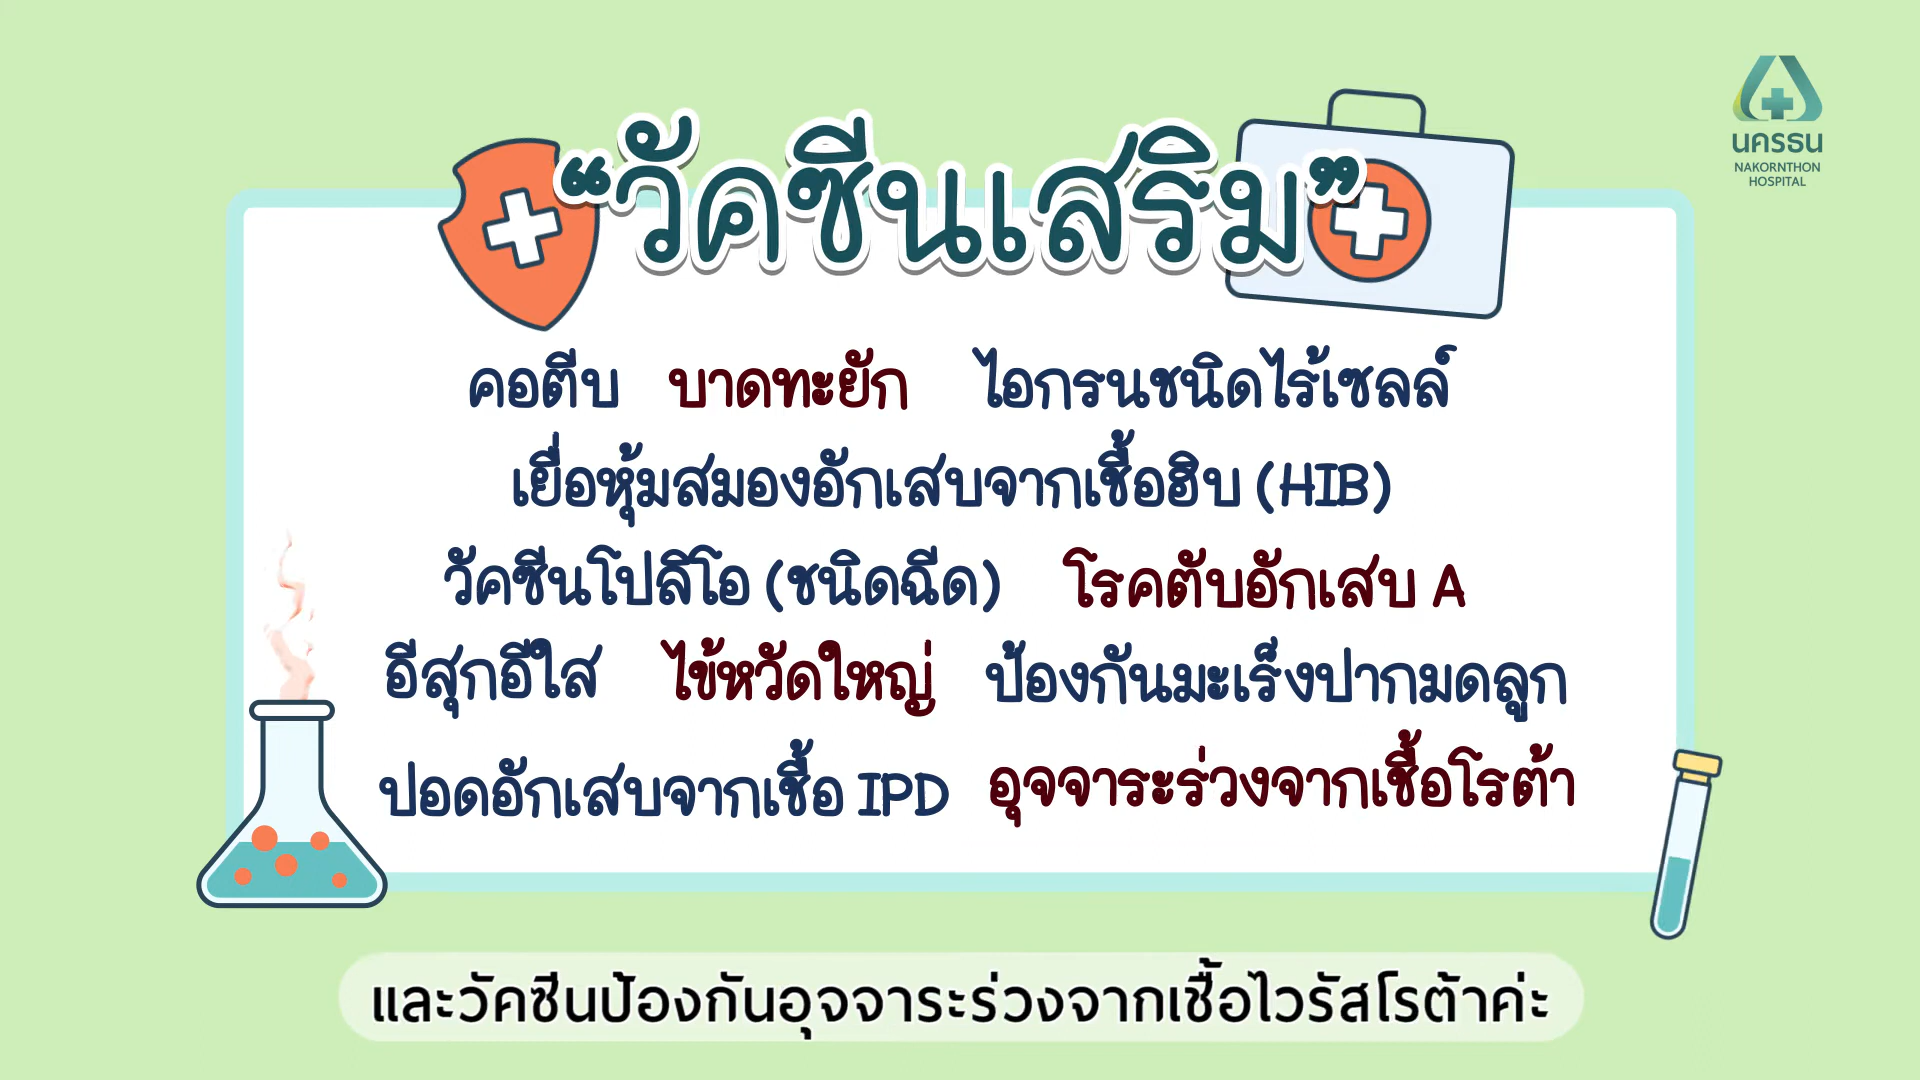 นครธน
NAKORNTHON
HOSPITAL
“วัคซีนเสริม”
คอตีบ บาดทะยัก ไอกรนชนิดไร้เซลล์
เยื่อหุ้มสมองอักเสบจากเชื้อฮิบ (HIB)
วัคซีนโปลิโอ (ชนิดฉีด) โรคตับอักเสบ A
อีสุกอีใส ไข้หวัดใหญ่ ป้องกันมะเร็งปากมดลูก
ปอดอักเสบจากเชื้อ IPD อุจจาระร่วงจากเชื้อโรต้า
และวัคซีนป้องกันอุจจาระร่วงจากเชื้อไวรัสโรต้าค่ะ